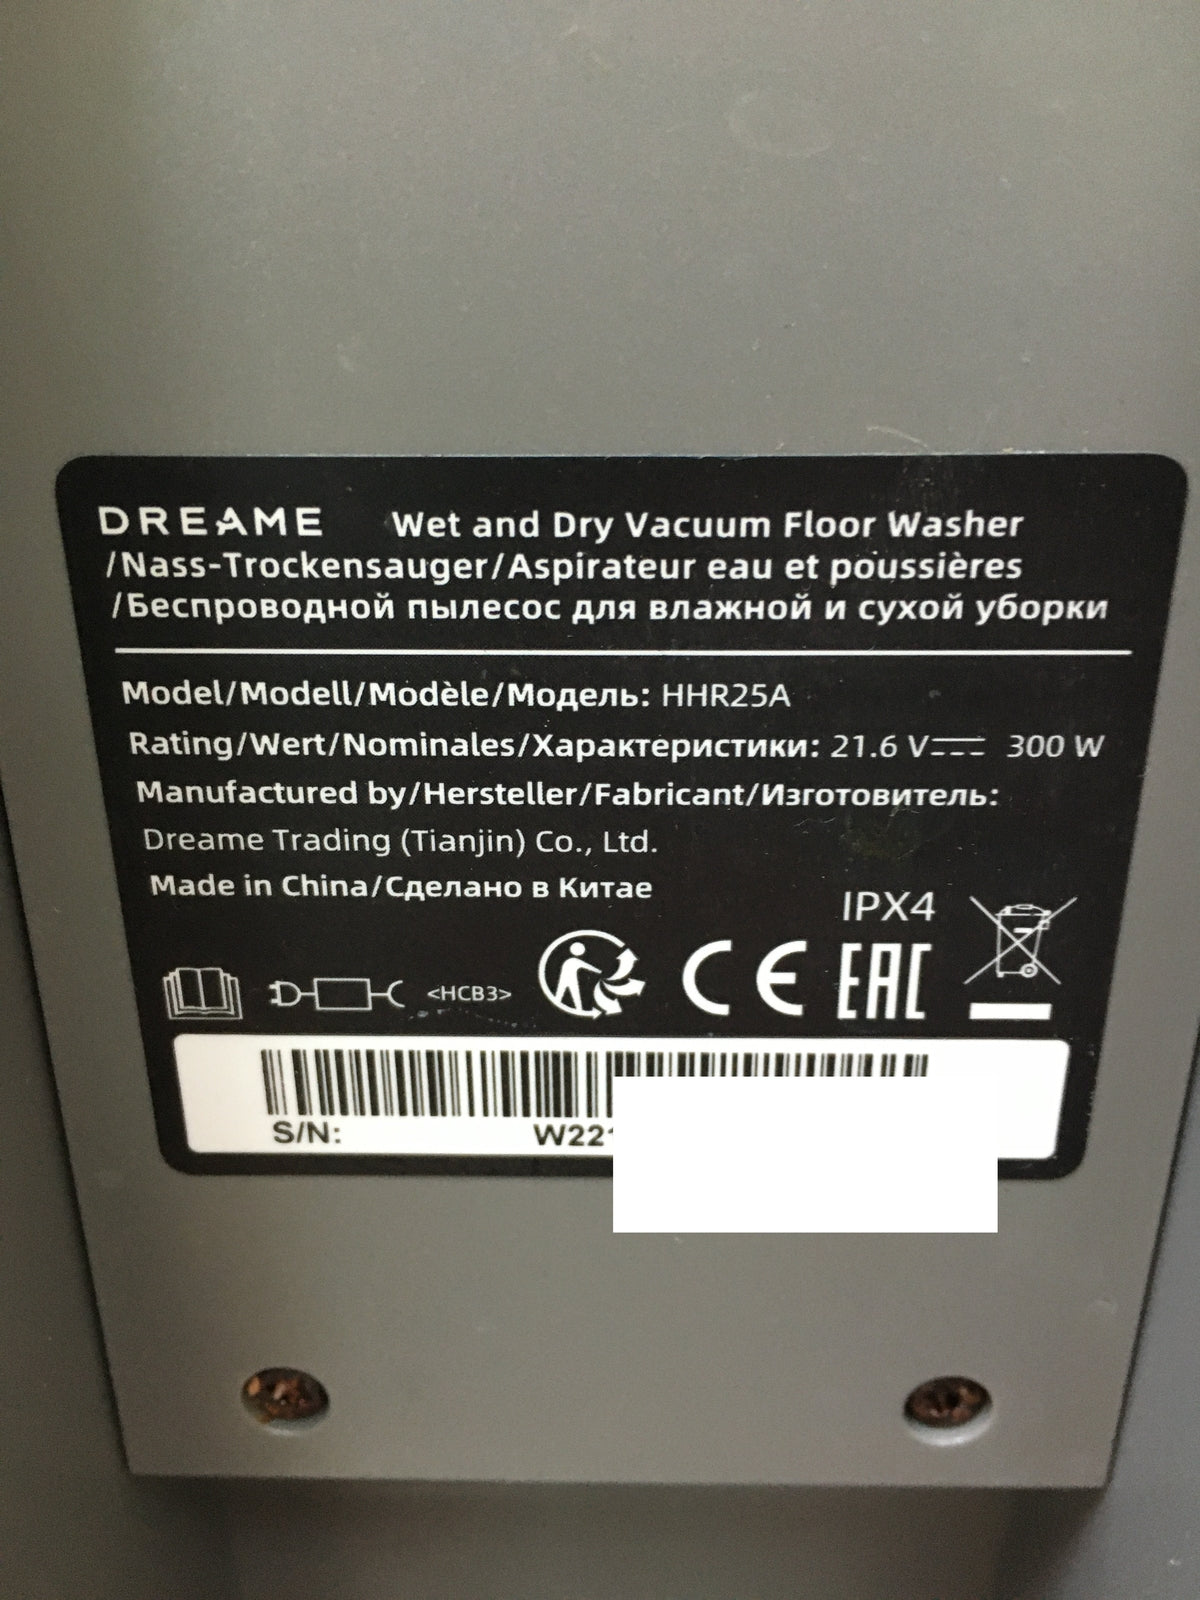 DREAME Wet and Dry Vacuum Floor Washer
/Nass-Trockensauger/Aspirateur eau et poussières
/Беспроводной пылесос для влажной и сухой уборки
Model/Modell/Modèle/Модель: HHR25A
Rating/Wert/Nominales/Характеристики: 21.6 V⎓ 300 W
Manufactured by/Hersteller/Fabricant/Изготовитель:
Dreame Trading (Tianjin) Co., Ltd.
Made in China/Сделано в Китае
IPX4
<HCB3> CE EAC
S/N: W221